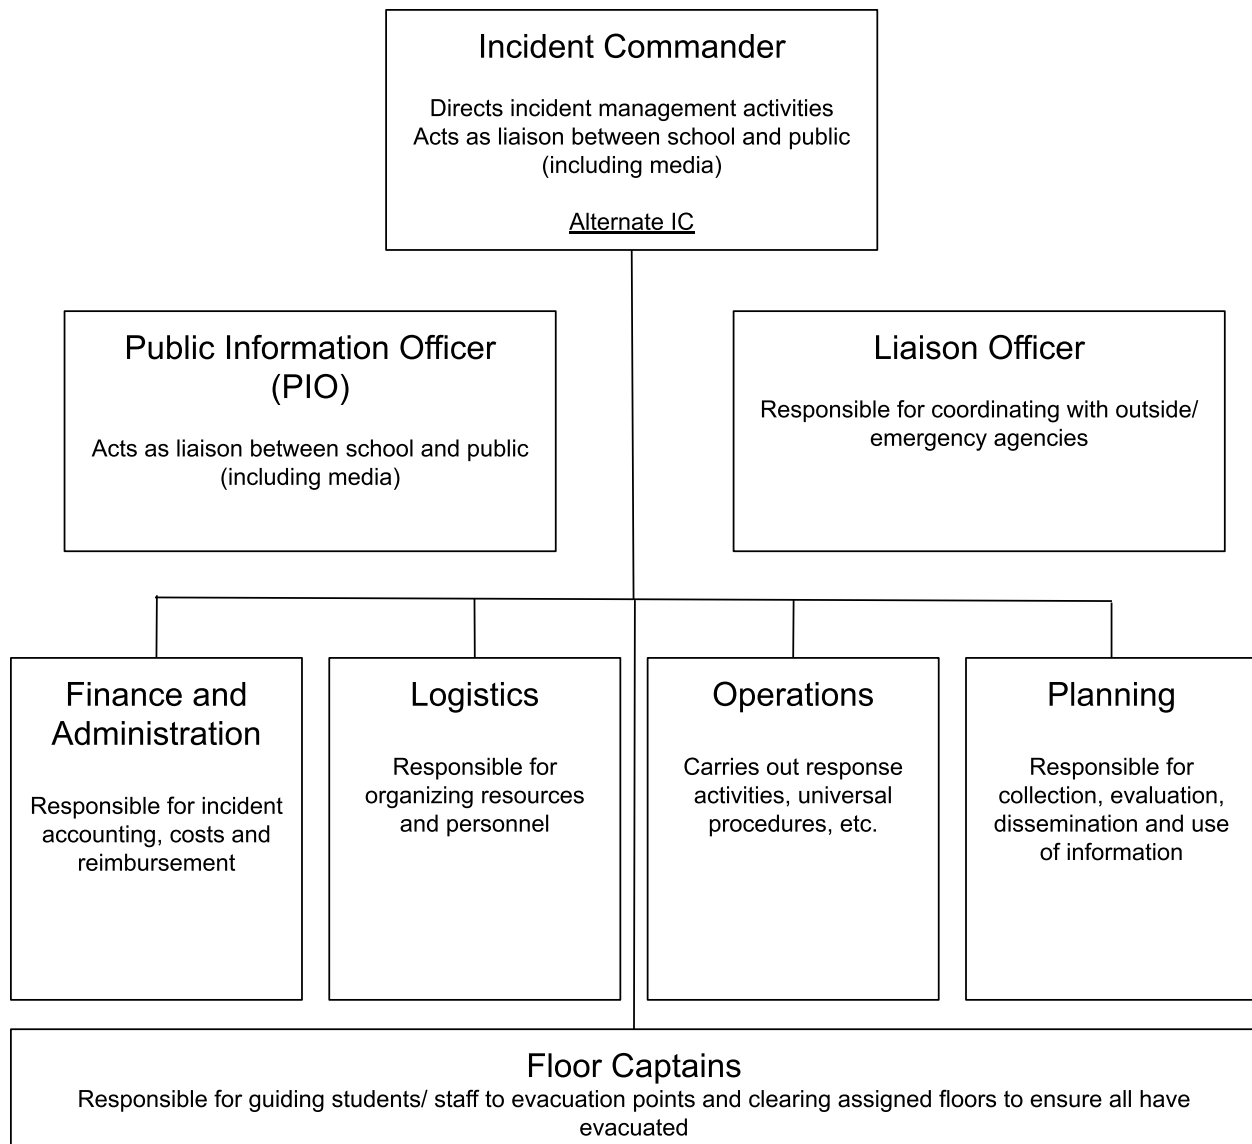 Incident Commander
Directs incident management activities
Acts as liaison between school and public
(including media)
Alternate IC
Public Information Officer
(PIO)
Acts as liaison between school and public
(including media)
Liaison Officer
Responsible for coordinating with outside/
emergency agencies
Finance and
Administration
Responsible for incident
accounting, costs and
reimbursement
Logistics
Responsible for
organizing resources
and personnel
Operations
Carries out response
activities, universal
procedures, etc.
Planning
Responsible for
collection, evaluation,
dissemination and use
of information
Floor Captains
Responsible for guiding students/ staff to evacuation points and clearing assigned floors to ensure all have
evacuated